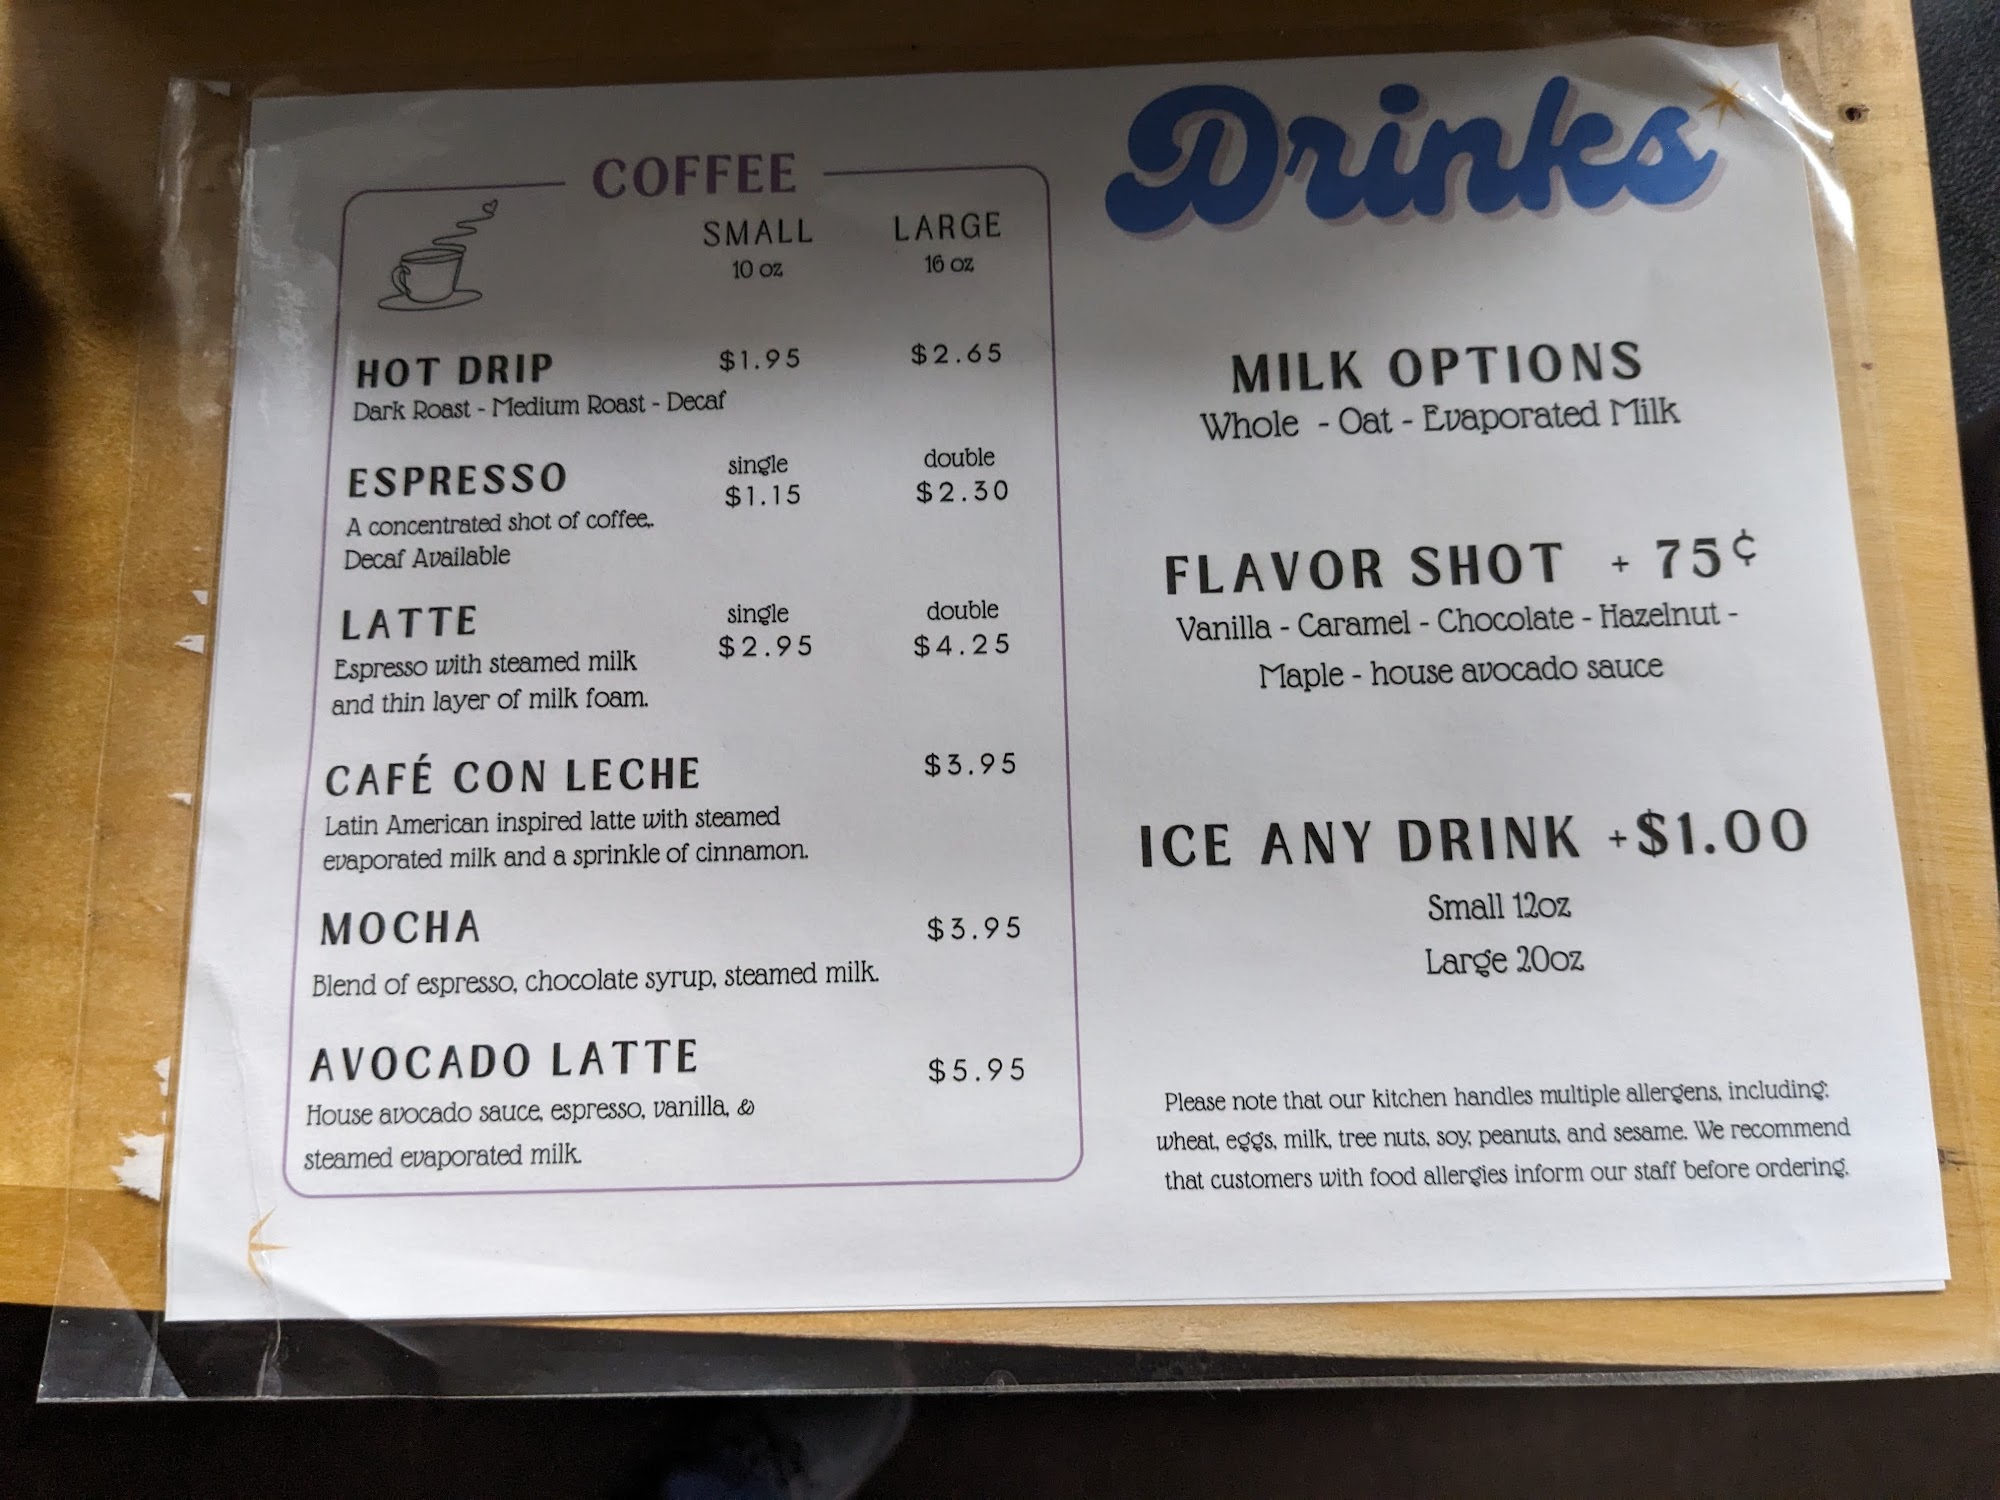 Drinks
COFFEE
SMALL LARGE
10 oz 16 oz
HOT DRIP $1.95 $2.65
Dark Roast - Medium Roast - Decaf
single double
ESPRESSO $1.15 $2.30
A concentrated shot of coffee,.
Decaf Available
single double
LATTE $2.95 $4.25
Espresso with steamed milk
and thin layer of milk foam.
CAFÉ CON LECHE $3.95
Latin American inspired latte with steamed
evaporated milk and a sprinkle of cinnamon.
MOCHA $3.95
Blend of espresso, chocolate syrup, steamed milk.
AVOCADO LATTE $5.95
House avocado sauce, espresso, vanilla, &
steamed evaporated milk.
MILK OPTIONS
Whole - Oat - Evaporated Milk
FLAVOR SHOT + 75¢
Vanilla - Caramel - Chocolate - Hazelnut -
Maple - house avocado sauce
ICE ANY DRINK +$1.00
Small 12oz
Large 20oz
Please note that our kitchen handles multiple allergens, including:
wheat, eggs, milk, tree nuts, soy, peanuts, and sesame. We recommend
that customers with food allergies inform our staff before ordering.